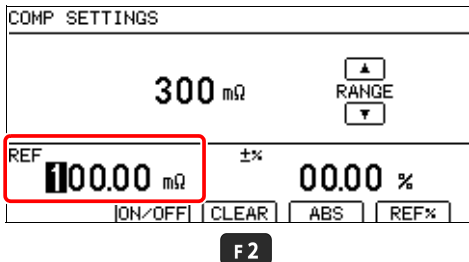 COMP SETTINGS
300 mΩ
▲
RANGE
▼
REF ±%
100.00 mΩ 00.00 %
ON/OFF CLEAR ABS REF%
F2